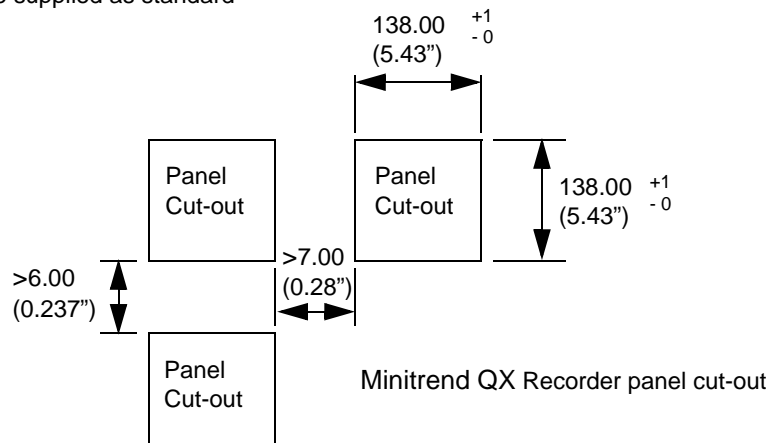 supplied as standard
138.00 +1
- 0
(5.43”)
Panel
Cut-out
Panel
Cut-out
138.00 +1
- 0
(5.43”)
>7.00
(0.28”)
>6.00
(0.237”)
Panel
Cut-out
Minitrend QX Recorder panel cut-out